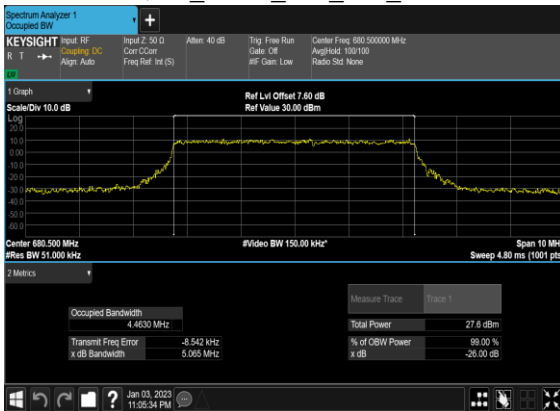 Spectrum Analyzer 1
Occupied BW
KEYSIGHT
R T
Input: RF
Coupling: DC
Align: Auto
Input Z: 50 Ω
Corr CCorr
Freq Ref: Int (S)
Atten: 40 dB
Trig: Free Run
Gate: Off
#IF Gain: Low
Center Freq: 680.500000 MHz
Avg|Hold: 100/100
Radio Std: None
1 Graph
Scale/Div 10.0 dB
Ref Lvl Offset 7.60 dB
Ref Value 30.00 dBm
Log
20.0
10.0
0.00
-10.0
-20.0
-30.0
-40.0
-50.0
-60.0
Center 680.500 MHz
#Res BW 51.000 kHz
#Video BW 150.00 kHz*
Span 10 MH
Sweep 4.80 ms (1001 pts
2 Metrics
Measure Trace
Trace 1
Occupied Bandwidth
4.4630 MHz
Total Power
27.6 dBm
Transmit Freq Error
-8.542 kHz
% of OBW Power
99.00 %
x dB Bandwidth
5.065 MHz
x dB
-26.00 dB
Jan 03, 2023
11:05:34 PM